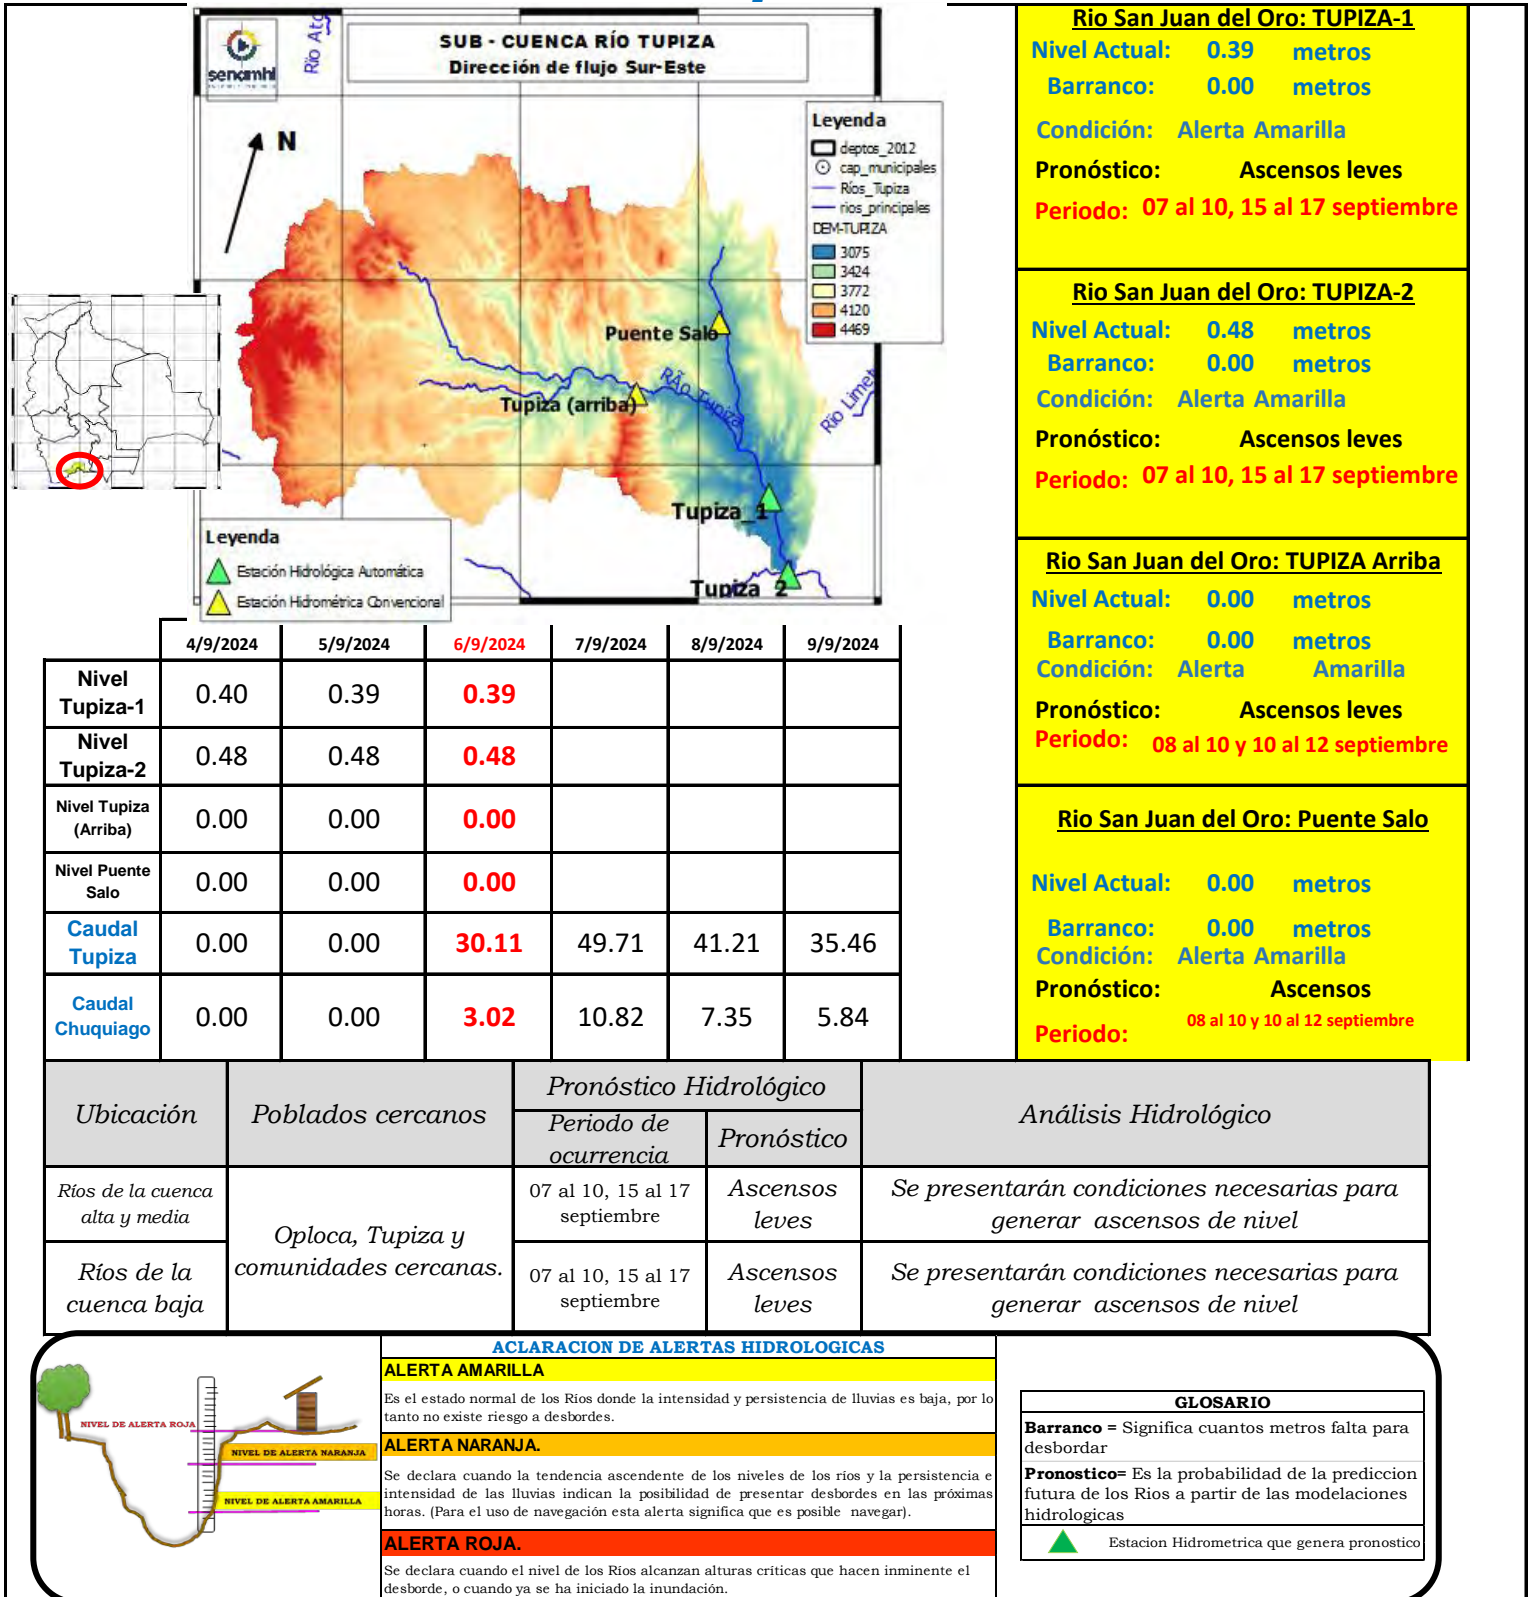 senamhi
Río Ato
SUB - CUENCA RÍO TUPIZA
Dirección de flujo Sur-Este
N
Leyenda
deptos_2012
cap_municipales
Ríos_Tupiza
rios_principales
DEM-TUPIZA
3075
3424
3772
4120
4469
Puente Salo
RÃo Tupiza
Tupiza (arriba)
Rio Limet
Tupiza_1
Tupiza_2
Leyenda
Estación Hidrológica Automática
Estación Hidrométrica Convencional
Rio San Juan del Oro: TUPIZA-1
Nivel Actual: 0.39 metros
Barranco: 0.00 metros
Condición: Alerta Amarilla
Pronóstico: Ascensos leves
Periodo: 07 al 10, 15 al 17 septiembre
Rio San Juan del Oro: TUPIZA-2
Nivel Actual: 0.48 metros
Barranco: 0.00 metros
Condición: Alerta Amarilla
Pronóstico: Ascensos leves
Periodo: 07 al 10, 15 al 17 septiembre
Rio San Juan del Oro: TUPIZA Arriba
Nivel Actual: 0.00 metros
Barranco: 0.00 metros
Condición: Alerta Amarilla
Pronóstico: Ascensos leves
Periodo: 08 al 10 y 10 al 12 septiembre
Rio San Juan del Oro: Puente Salo
Nivel Actual: 0.00 metros
Barranco: 0.00 metros
Condición: Alerta Amarilla
Pronóstico: Ascensos
Periodo: 08 al 10 y 10 al 12 septiembre
4/9/2024 5/9/2024 6/9/2024 7/9/2024 8/9/2024 9/9/2024
Nivel
Tupiza-1 0.40 0.39 0.39
Nivel
Tupiza-2 0.48 0.48 0.48
Nivel Tupiza
(Arriba) 0.00 0.00 0.00
Nivel Puente
Salo 0.00 0.00 0.00
Caudal
Tupiza 0.00 0.00 30.11 49.71 41.21 35.46
Caudal
Chuquiago 0.00 0.00 3.02 10.82 7.35 5.84
Ubicación Poblados cercanos Pronóstico Hidrológico Análisis Hidrológico
Periodo de
ocurrencia Pronóstico
Ríos de la cuenca
alta y media
Oploca, Tupiza y
comunidades cercanas.
07 al 10, 15 al 17
septiembre
Ascensos
leves
Se presentarán condiciones necesarias para
generar ascensos de nivel
Ríos de la
cuenca baja
07 al 10, 15 al 17
septiembre
Ascensos
leves
Se presentarán condiciones necesarias para
generar ascensos de nivel
NIVEL DE ALERTA ROJA
NIVEL DE ALERTA NARANJA
NIVEL DE ALERTA AMARILLA
ACLARACION DE ALERTAS HIDROLOGICAS
ALERTA AMARILLA
Es el estado normal de los Ríos donde la intensidad y persistencia de lluvias es baja, por lo
tanto no existe riesgo a desbordes.
ALERTA NARANJA.
Se declara cuando la tendencia ascendente de los niveles de los ríos y la persistencia e
intensidad de las lluvias indican la posibilidad de presentar desbordes en las próximas
horas. (Para el uso de navegación esta alerta significa que es posible navegar).
ALERTA ROJA.
Se declara cuando el nivel de los Ríos alcanzan alturas críticas que hacen inminente el
desborde, o cuando ya se ha iniciado la inundación.
GLOSARIO
Barranco = Significa cuantos metros falta para
desbordar
Pronostico= Es la probabilidad de la prediccion
futura de los Rios a partir de las modelaciones
hidrologicas
Estacion Hidrometrica que genera pronostico